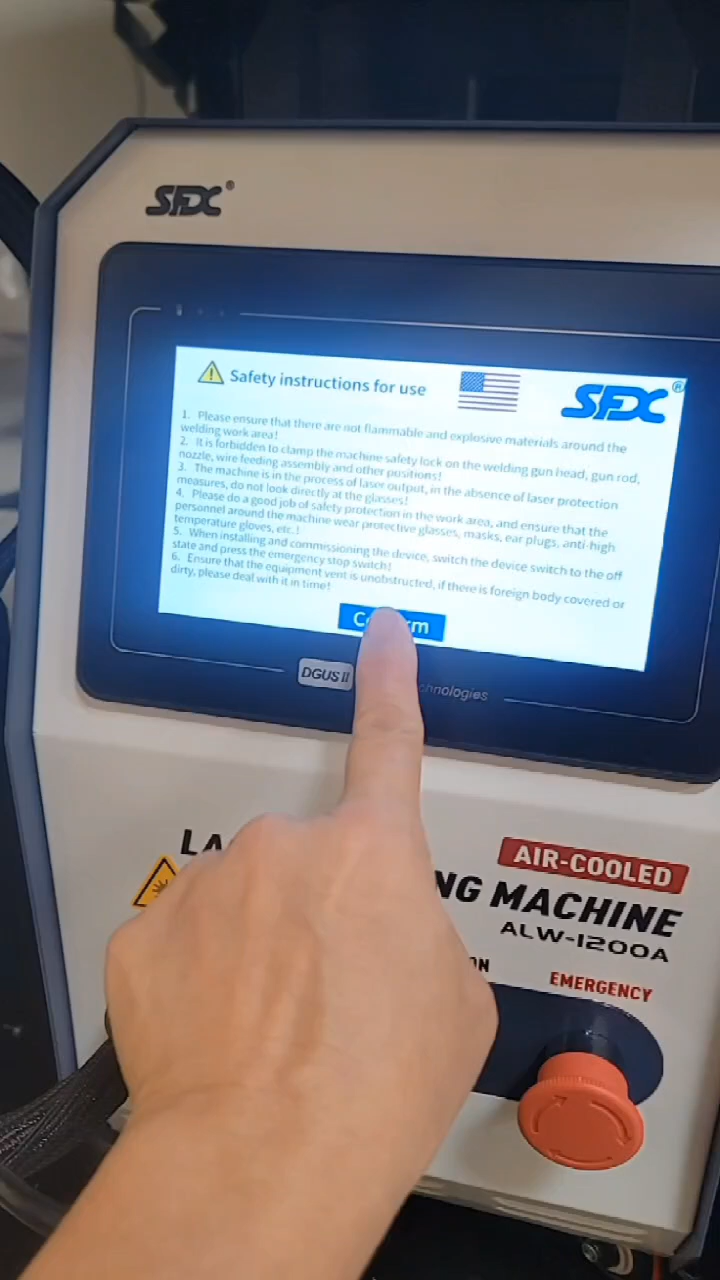 SFX®
Safety instructions for use
SFX®
1. Please ensure that there are not flammable and explosive materials around the
welding work area!
2. It is forbidden to clamp the machine safety lock on the welding gun head, gun rod,
nozzle, wire feeding assembly and other positions!
3. The machine is in the process of laser output, in the absence of laser protection
measures, do not look directly at the glasses!
4. Please do a good job of safety protection in the work area, and ensure that the
personnel around the machine wear protective glasses, masks, ear plugs, anti-high
temperature gloves, etc.!
5. When installing and commissioning the device, switch the device switch to the off
state and press the emergency stop switch!
6. Ensure that the equipment vent is unobstructed, if there is foreign body covered or
dirty, please deal with it in time!
C rm
DGUS II chnologies
AIR-COOLED
LA NG MACHINE
ALW-1200A
ON EMERGENCY